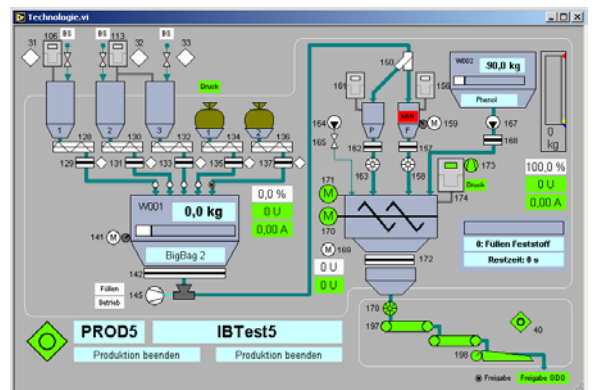 Technologie.vi
31
106
BS
BS
113
32
BS
33
Druck
1
2
3
1
2
128
130
132
134
136
129
131
133
135
137
W001
0,0 kg
BigBag 2
141
M
142
Füllen
Betrieb
145
0,0 %
0 U
0,00 A
150
161
156
P
F
MIN
M
159
164
165
162
157
163
158
W002
90,0 kg
Phenol
167
168
0
kg
171
M
M
170
M
169
0 U
0 U
173
Druck
174
172
100,0 %
0 U
0,00 A
0: Füllen Feststoff
Restzeit: 0 s
178
197
198
40
PROD5
IBTest5
Produktion beenden
Produktion beenden
Freigabe
Freigabe ODO